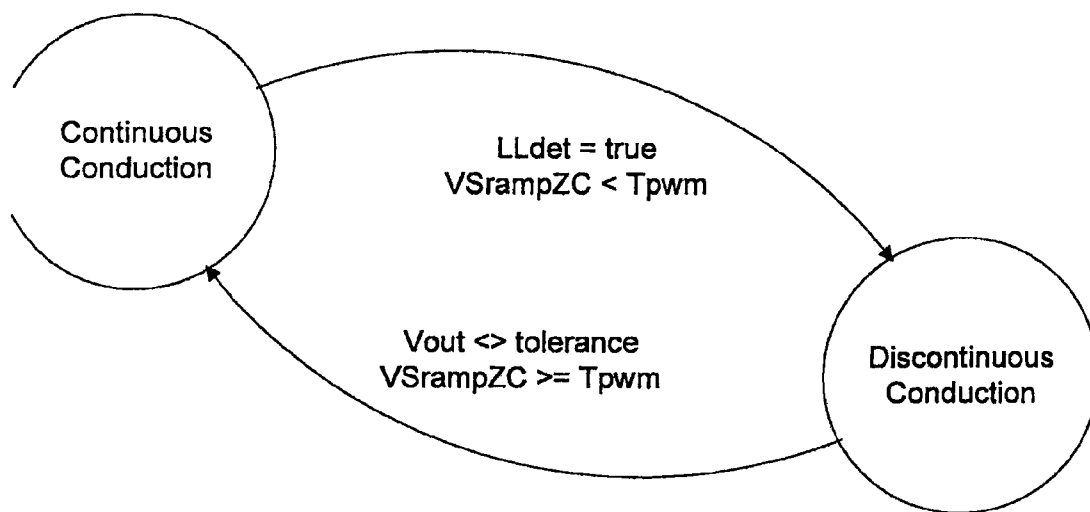 Continuous
Conduction
LLdet = true
VSrampZC < Tpwm
Vout <> tolerance
VSrampZC >= Tpwm
Discontinuous
Conduction